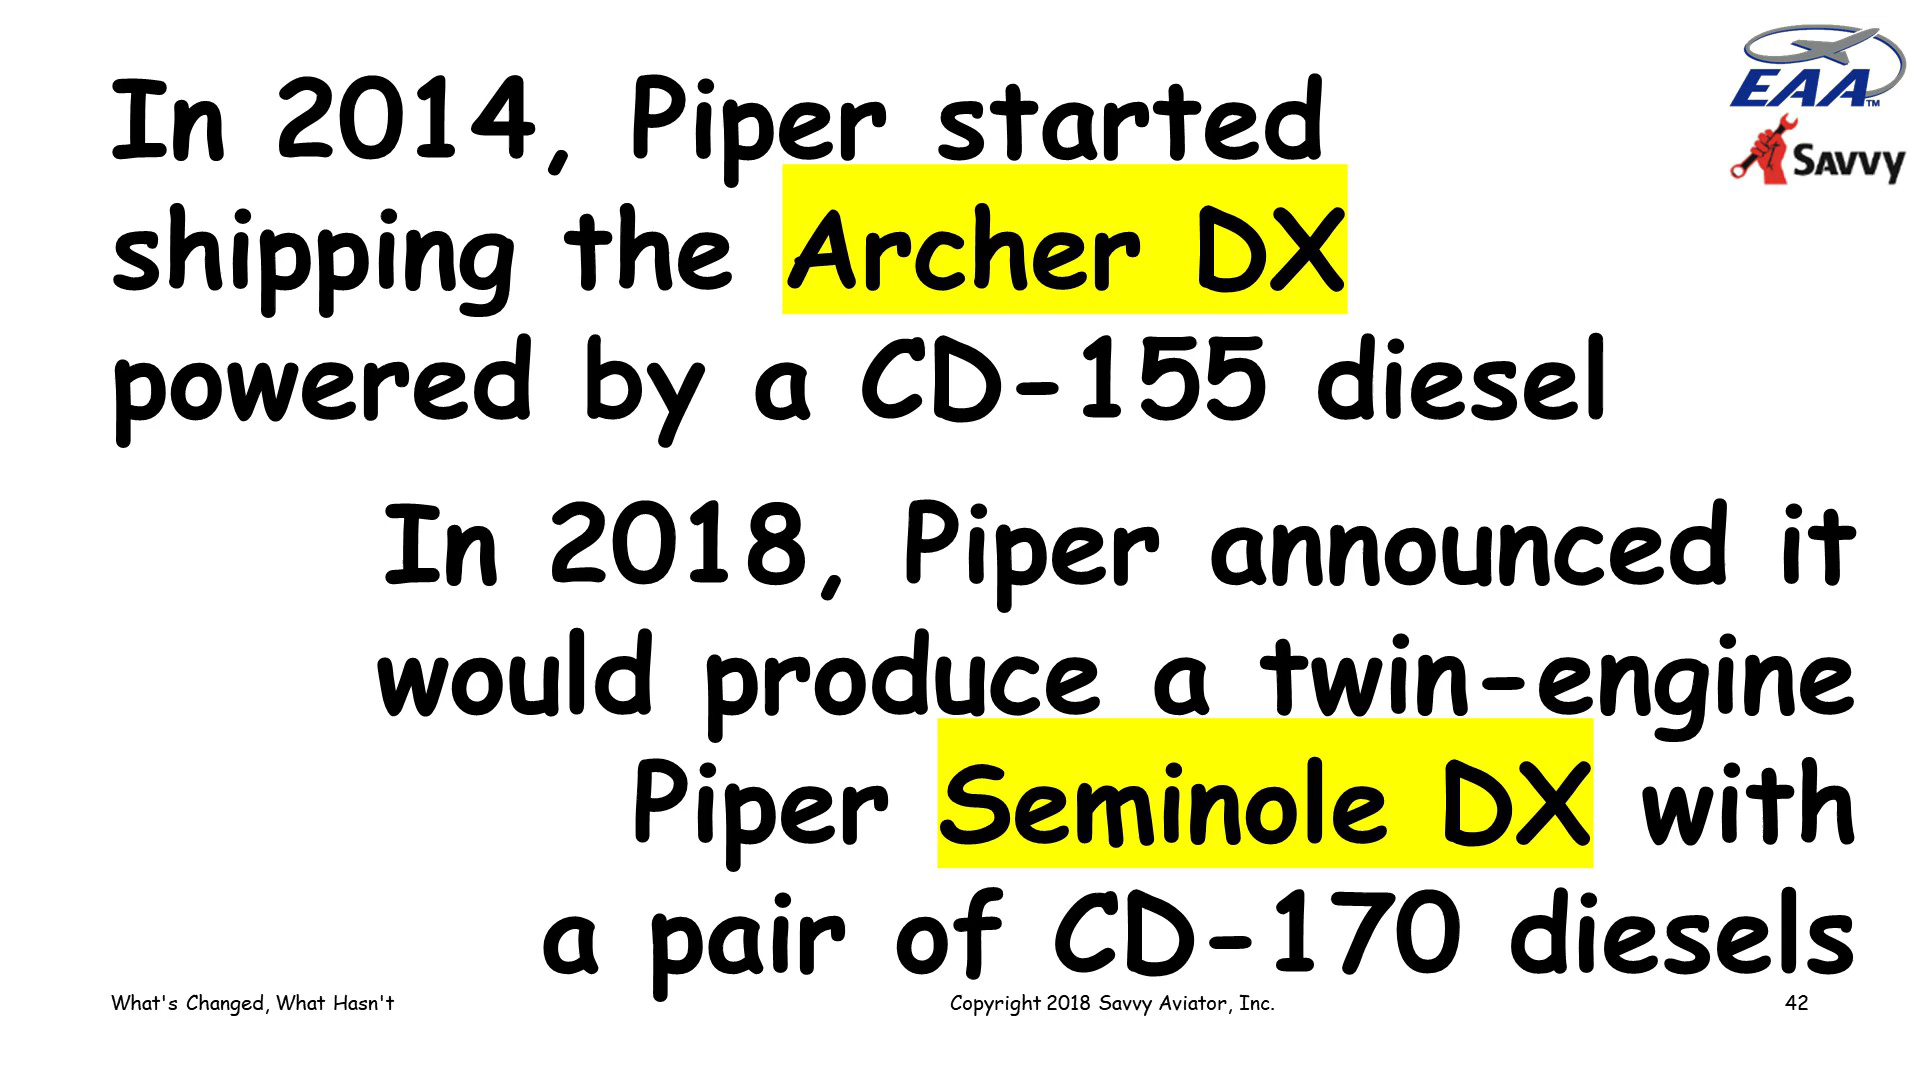 In 2014, Piper started
shipping the Archer DX
powered by a CD-155 diesel
In 2018, Piper announced it
would produce a twin-engine
Piper Seminole DX with
a pair of CD-170 diesels
EAA™
SAVVY
What's Changed, What Hasn't
Copyright 2018 Savvy Aviator, Inc.
42